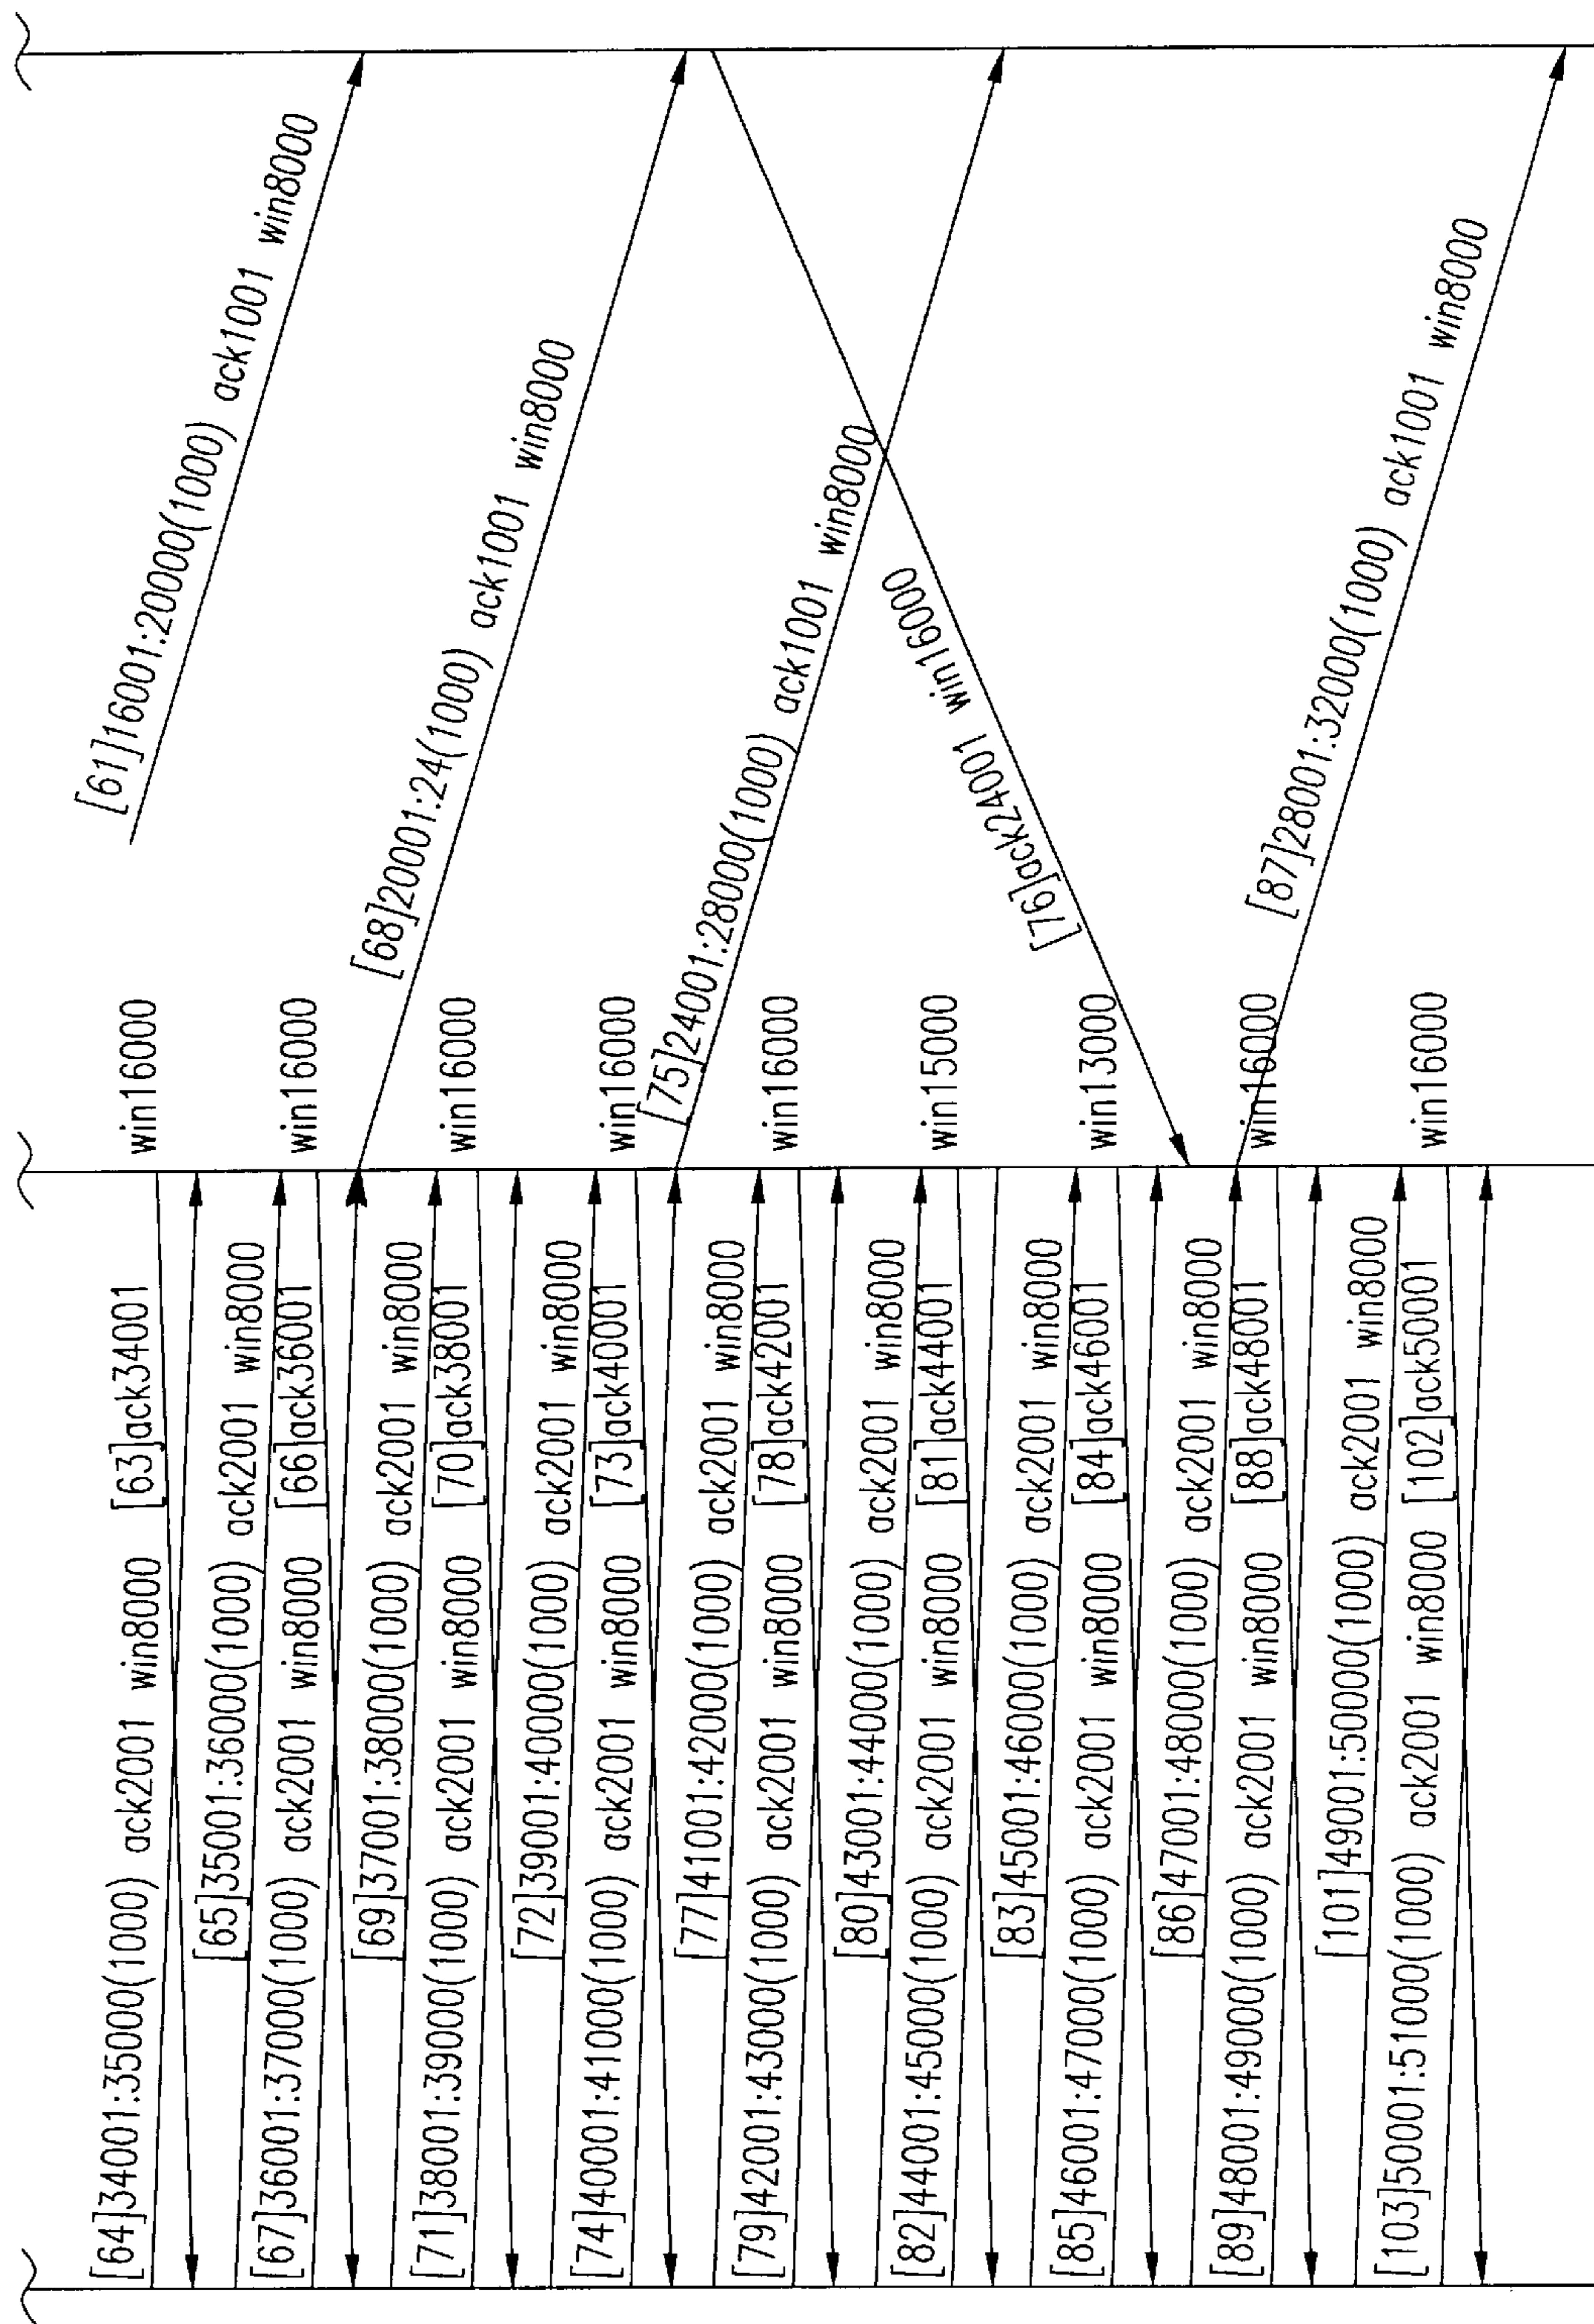 [61]16001:20000(1000) ack1001 win8000
[64]34001:35000(1000) ack2001 win8000 [63]ack34001 win16000
[65]35001:36000(1000) ack2001 win8000
[67]36001:37000(1000) ack2001 win8000 [66]ack36001 win16000
[68]20001:24(1000) ack1001 win8000
[69]37001:38000(1000) ack2001 win8000
[71]38001:39000(1000) ack2001 win8000 [70]ack38001 win16000
[72]39001:40000(1000) ack2001 win8000
[74]40001:41000(1000) ack2001 win8000 [73]ack40001 win16000
[75]24001:28000(1000) ack1001 win8000
[76]ack24001 win16000
[77]41001:42000(1000) ack2001 win8000
[79]42001:43000(1000) ack2001 win8000 [78]ack42001 win16000
[80]43001:44000(1000) ack2001 win8000
[82]44001:45000(1000) ack2001 win8000 [81]ack44001 win15000
[83]45001:46000(1000) ack2001 win8000
[85]46001:47000(1000) ack2001 win8000 [84]ack46001 win13000
[86]47001:48000(1000) ack2001 win8000
[89]48001:49000(1000) ack2001 win8000 [88]ack48001 win16000
[87]28001:32000(1000) ack1001 win8000
[101]49001:50000(1000) ack2001 win8000
[103]50001:51000(1000) ack2001 win8000 [102]ack50001 win16000